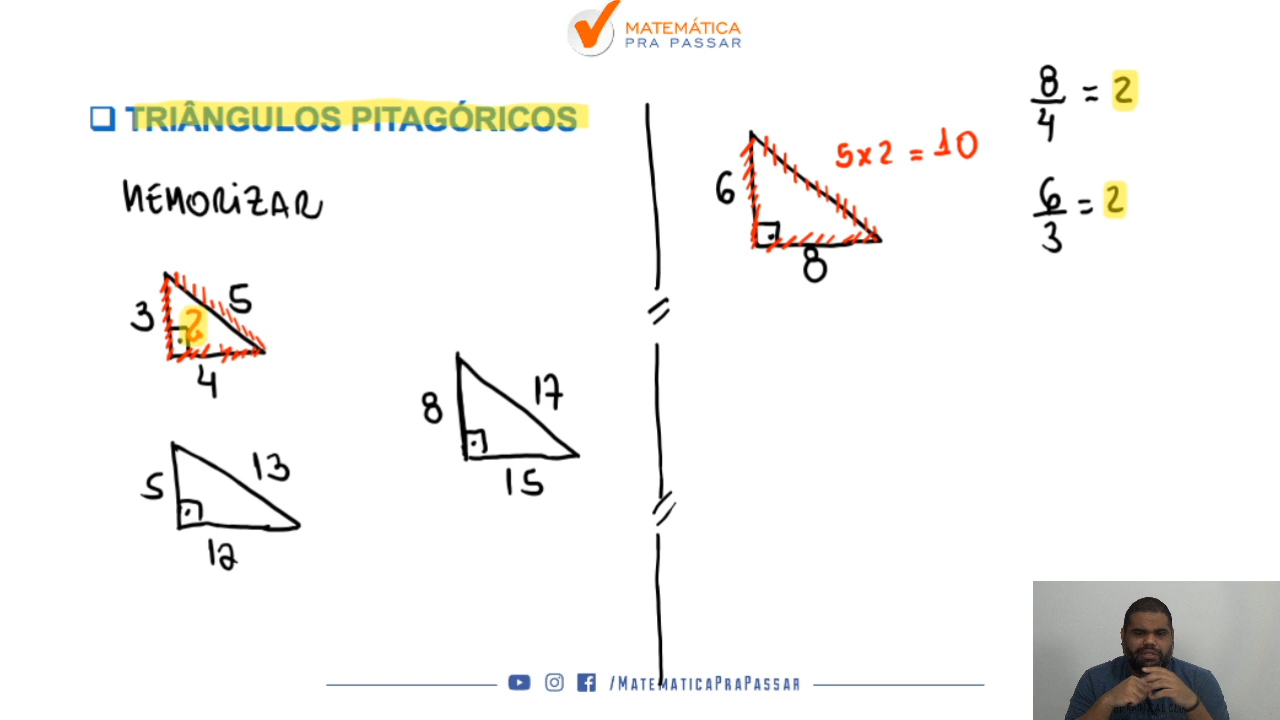 MATEMÁTICA
PRA PASSAR
TRIÂNGULOS PITAGÓRICOS
MEMORIZAR
3
5
2
4
5
13
12
8
17
15
6
8
5x2 = 10
8/4 = 2
6/3 = 2
/MATEMATICAPRAPASSAR